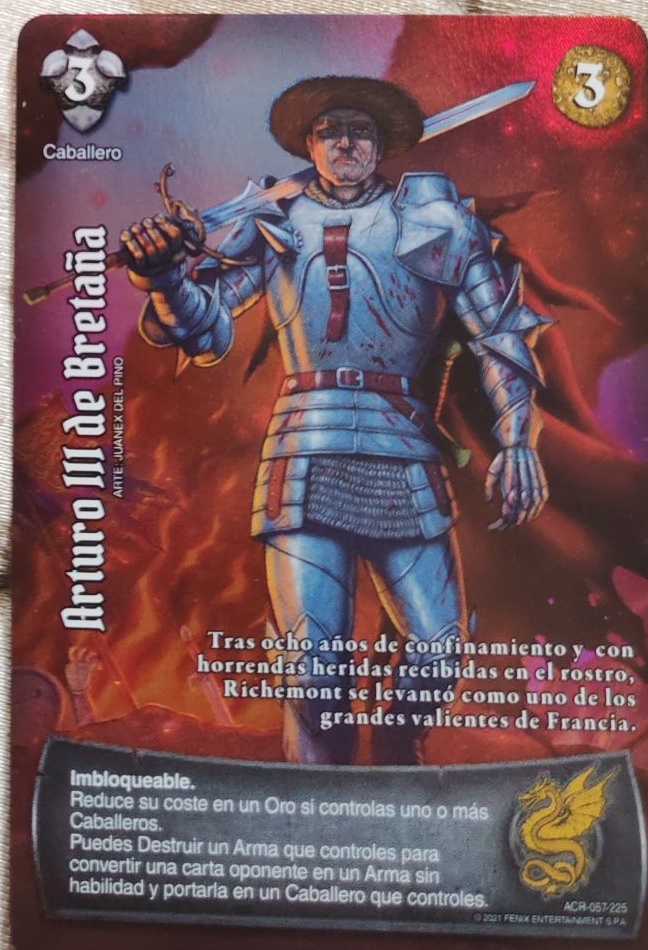 3
3
Caballero
Arturo III de Bretaña
ARTE: JUANEX DEL PINO
Tras ocho años de confinamiento y con
horrendas heridas recibidas en el rostro,
Richemont se levantó como uno de los
grandes valientes de Francia.
Imbloqueable.
Reduce su coste en un Oro si controlas uno o más
Caballeros.
Puedes Destruir un Arma que controles para
convertir una carta oponente en un Arma sin
habilidad y portarla en un Caballero que controles.
ACR-057-225
© 2021 FENIX ENTERTAINMENT S.P.A.